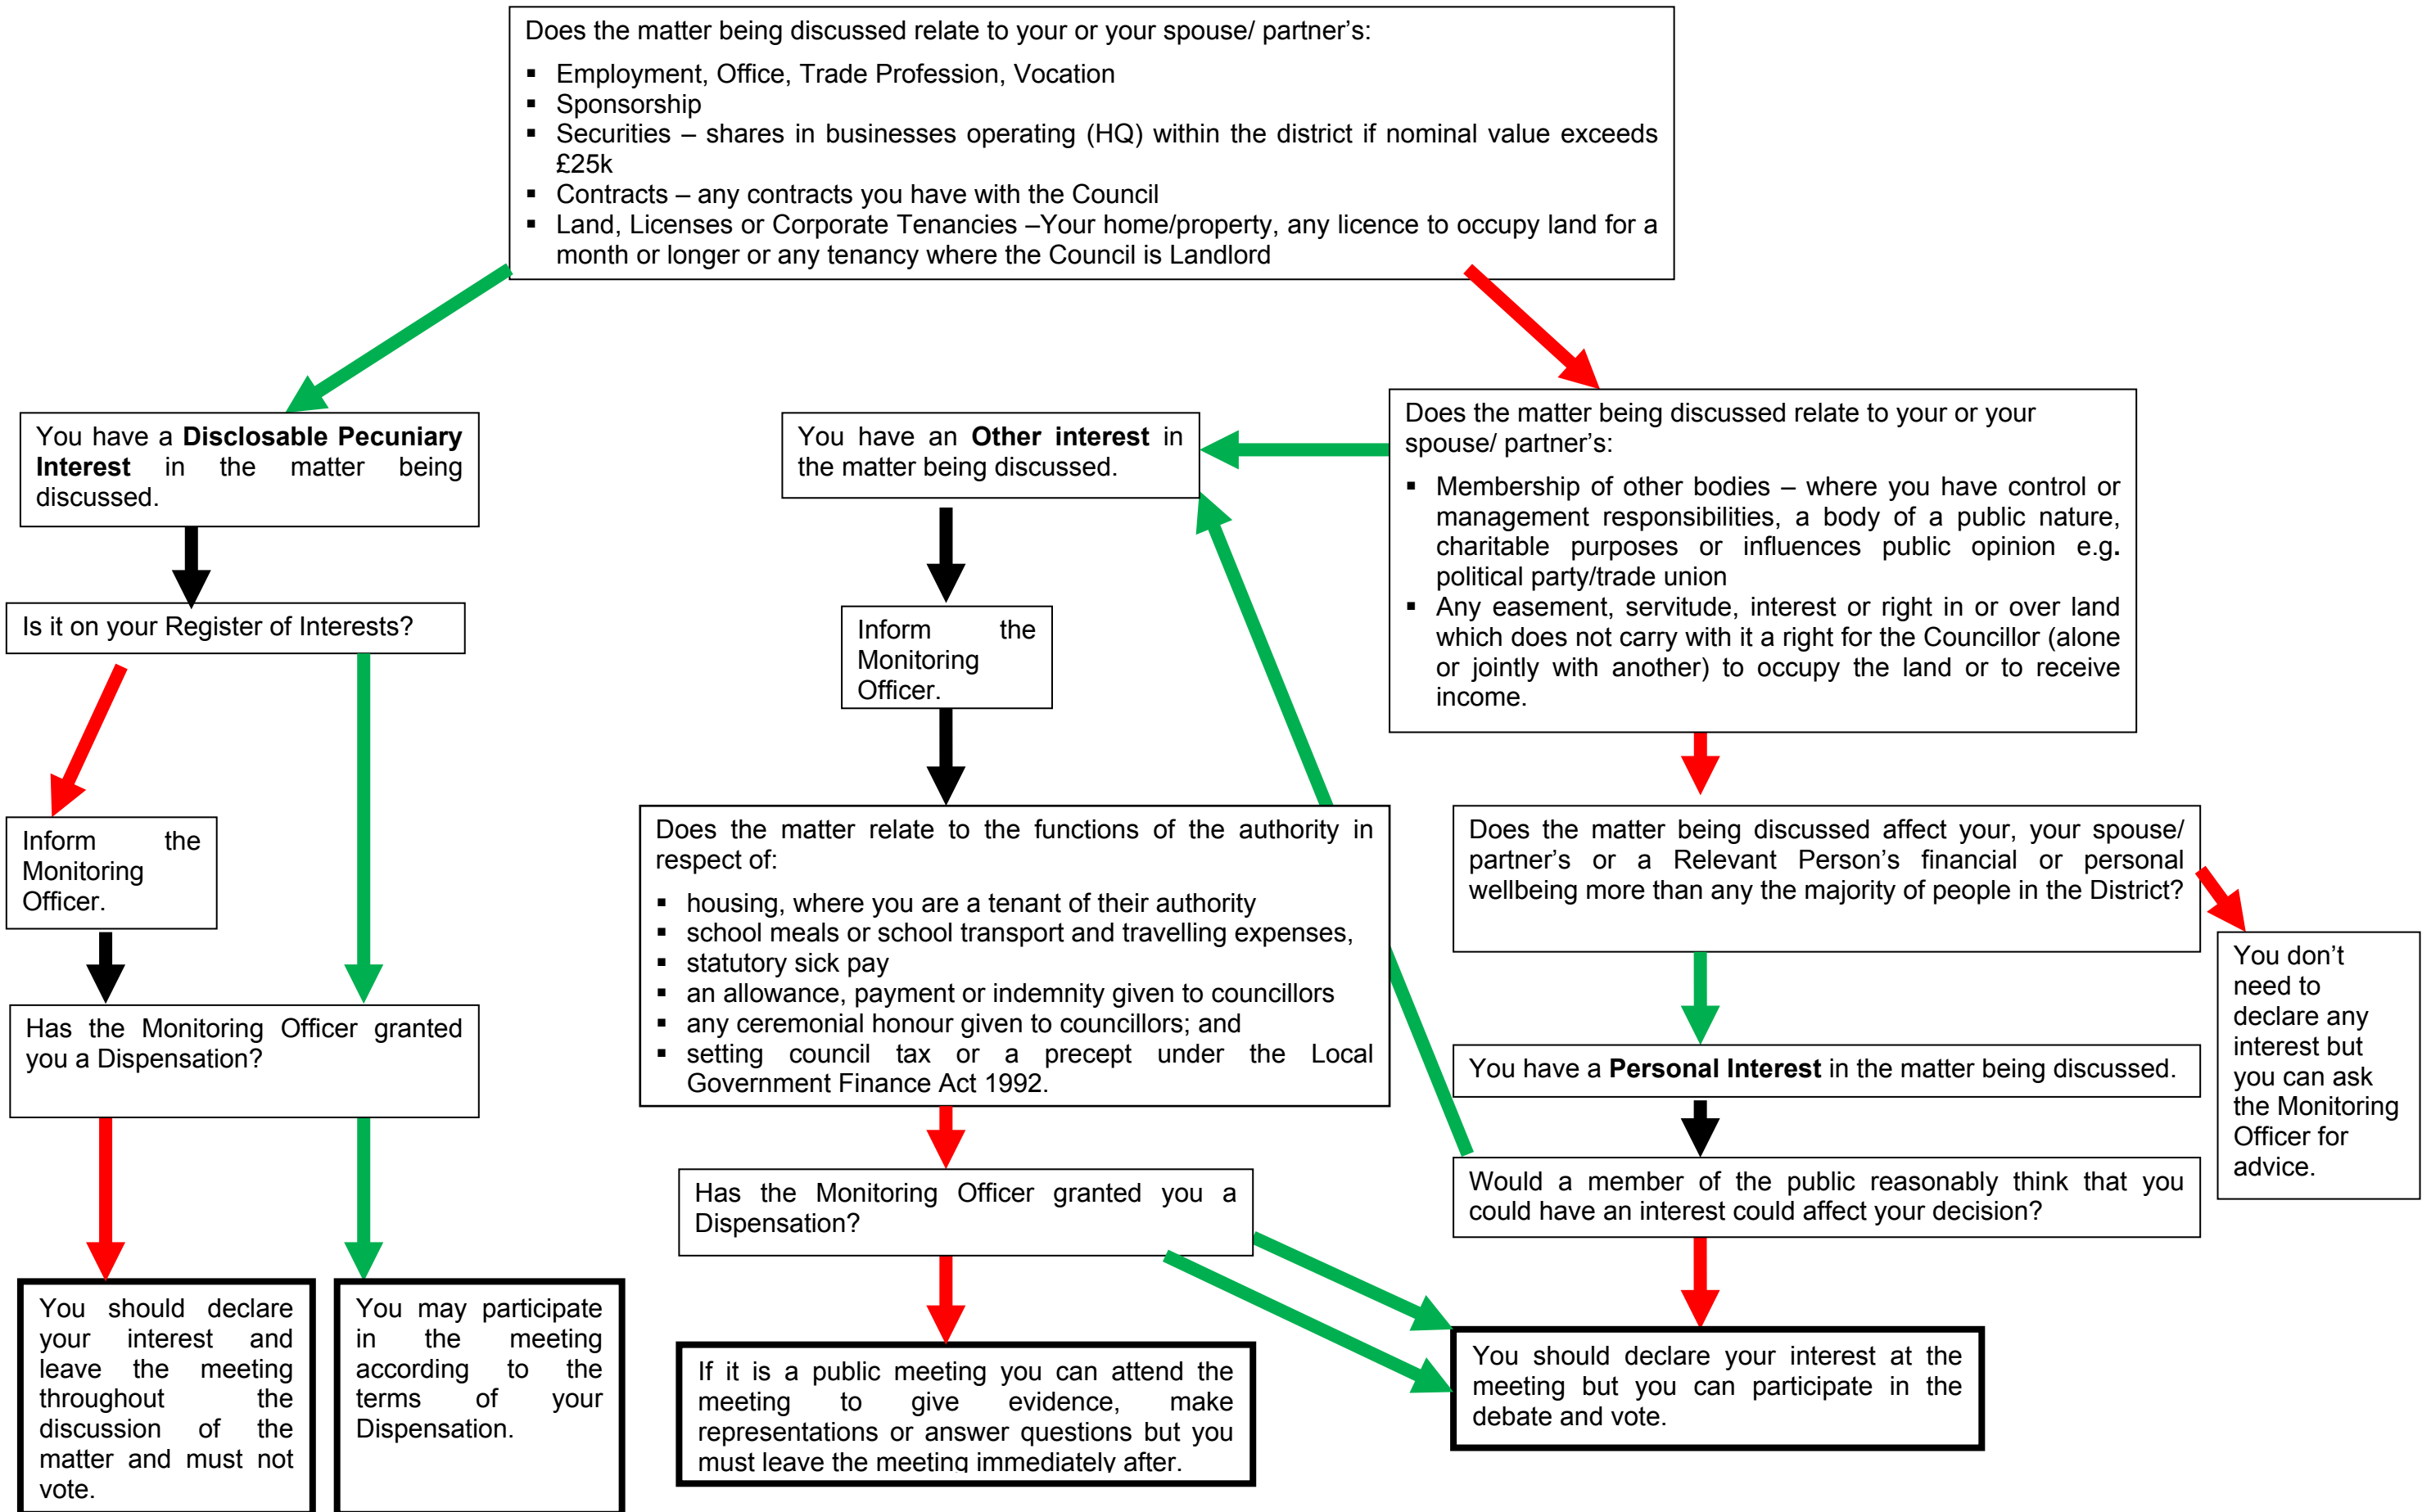 Does the matter being discussed relate to your or your spouse/ partner’s:
▪ Employment, Office, Trade Profession, Vocation
▪ Sponsorship
▪ Securities – shares in businesses operating (HQ) within the district if nominal value exceeds
£25k
▪ Contracts – any contracts you have with the Council
▪ Land, Licenses or Corporate Tenancies –Your home/property, any licence to occupy land for a
month or longer or any tenancy where the Council is Landlord
You have a Disclosable Pecuniary
Interest in the matter being
discussed.
Is it on your Register of Interests?
Inform the
Monitoring
Officer.
Has the Monitoring Officer granted
you a Dispensation?
You should declare
your interest and
leave the meeting
throughout the
discussion of the
matter and must not
vote.
You may participate
in the meeting
according to the
terms of your
Dispensation.
You have an Other interest in
the matter being discussed.
Inform the
Monitoring
Officer.
Does the matter relate to the functions of the authority in
respect of:
▪ housing, where you are a tenant of their authority
▪ school meals or school transport and travelling expenses,
▪ statutory sick pay
▪ an allowance, payment or indemnity given to councillors
▪ any ceremonial honour given to councillors; and
▪ setting council tax or a precept under the Local
Government Finance Act 1992.
Has the Monitoring Officer granted you a
Dispensation?
If it is a public meeting you can attend the
meeting to give evidence, make
representations or answer questions but you
must leave the meeting immediately after.
Does the matter being discussed relate to your or your
spouse/ partner’s:
▪ Membership of other bodies – where you have control or
management responsibilities, a body of a public nature,
charitable purposes or influences public opinion e.g.
political party/trade union
▪ Any easement, servitude, interest or right in or over land
which does not carry with it a right for the Councillor (alone
or jointly with another) to occupy the land or to receive
income.
Does the matter being discussed affect your, your spouse/
partner’s or a Relevant Person’s financial or personal
wellbeing more than any the majority of people in the District?
You don’t
need to
declare any
interest but
you can ask
the Monitoring
Officer for
advice.
You have a Personal Interest in the matter being discussed.
Would a member of the public reasonably think that you
could have an interest could affect your decision?
You should declare your interest at the
meeting but you can participate in the
debate and vote.